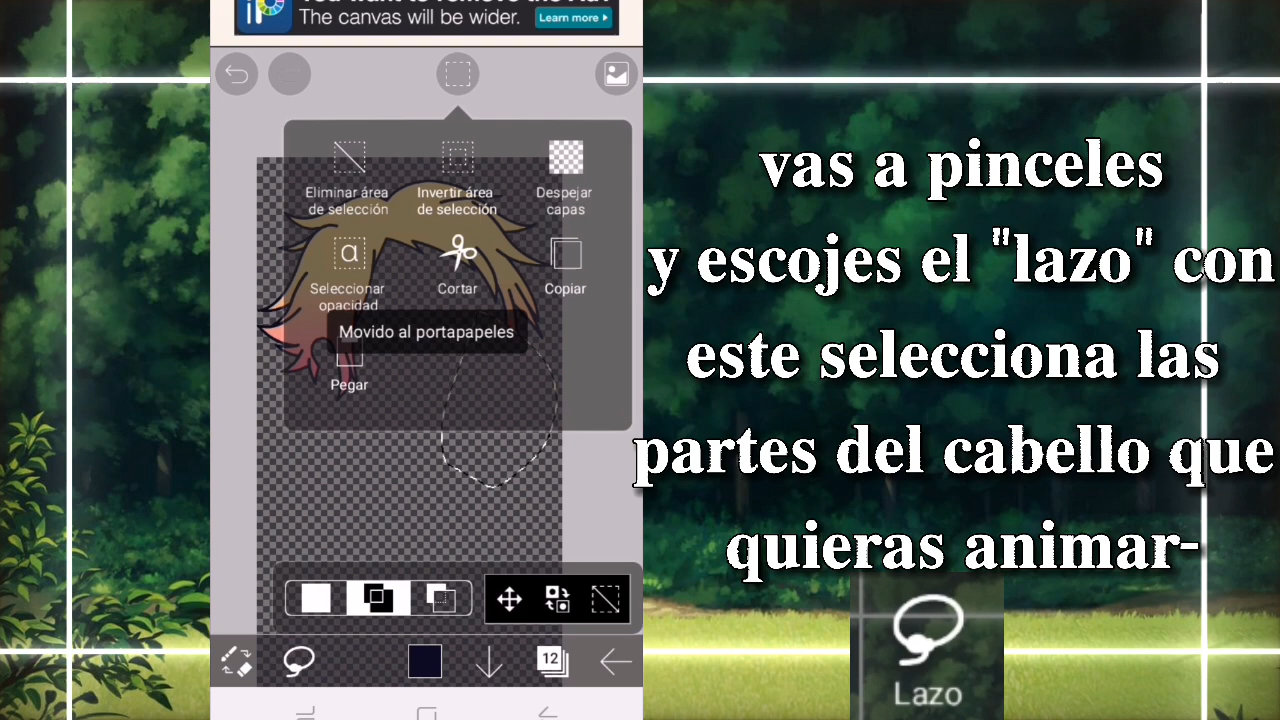 The canvas will be wider.
Learn more
Eliminar área
de selección
Invertir área
de selección
Despejar
capas
Seleccionar
opacidad
Cortar
Copiar
Movido al portapapeles
Pegar
12
vas a pinceles
y escojes el "lazo" con
este selecciona las
partes del cabello que
quieras animar-
Lazo